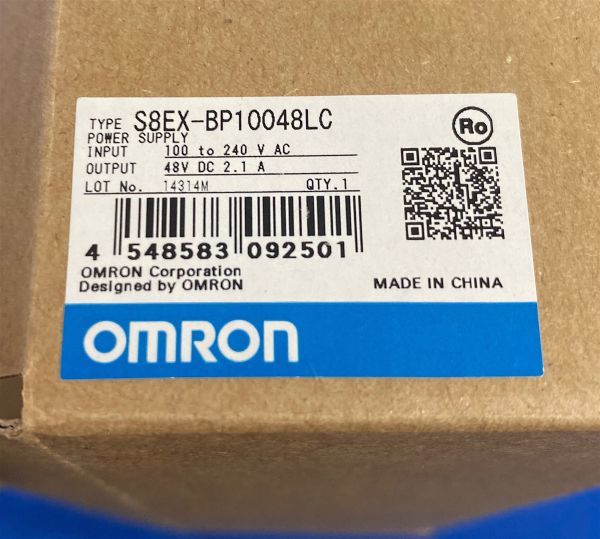 TYPE S8EX-BP10048LC
Ro
POWER SUPPLY
INPUT 100 to 240 V AC
OUTPUT 48V DC 2.1 A
LOT No. 14314M QTY.1
4 548583 092501
OMRON Corporation
Designed by OMRON
MADE IN CHINA
OMRON